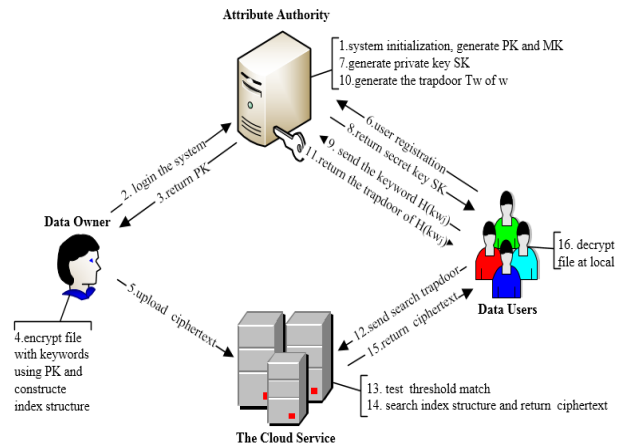 Attribute Authority
1.system initialization, generate PK and MK
7.generate private key SK
10.generate the trapdoor Tw of w
6.user registration
8.return secret key SK
9. send the keyword H(kwj)
11.return the trapdoor of H(kwj)
2. login the system
3.return PK
Data Owner
4.encrypt file
with keywords
using PK and
constructe
index structure
5.upload ciphertext
16. decrypt
file at local
Data Users
12.send search trapdoor
15.return ciphertext
13. test threshold match
14. search index structure and return ciphertext
The Cloud Service